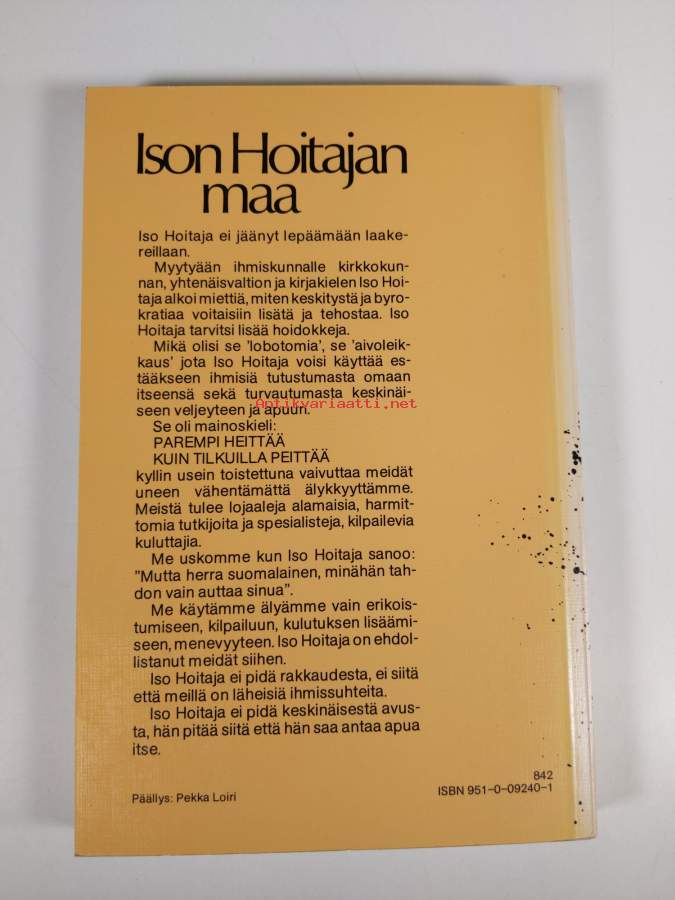 Ison Hoitajan
maa
Iso Hoitaja ei jäänyt lepäämään laake-
reillaan.
Myytyään ihmiskunnalle kirkkokun-
nan, yhtenäisvaltion ja kirjakielen Iso Hoi-
taja alkoi miettiä, miten keskitystä ja byro-
kratiaa voitaisiin lisätä ja tehostaa. Iso
Hoitaja tarvitsi lisää hoidokkeja.
Mikä olisi se 'lobotomia', se 'aivoleik-
kaus' jota Iso Hoitaja voisi käyttää es-
tääkseen ihmisiä tutustumasta omaan
itseensä sekä turvautumasta keskinäi-
seen veljeyteen ja apuun.
Antikvariaatti.net
Se oli mainoskieli:
PAREMPI HEITTÄÄ
KUIN TILKUILLA PEITTÄÄ
kyllin usein toistettuna vaivuttaa meidät
uneen vähentämättä älykkyyttämme.
Meistä tulee lojaaleja alamaisia, harmit-
tomia tutkijoita ja spesialisteja, kilpailevia
kuluttajia.
Me uskomme kun Iso Hoitaja sanoo:
"Mutta herra suomalainen, minähän tah-
don vain auttaa sinua".
Me käytämme älyämme vain erikois-
tumiseen, kilpailuun, kulutuksen lisäämi-
seen, menevyyteen. Iso Hoitaja on ehdol-
listanut meidät siihen.
Iso Hoitaja ei pidä rakkaudesta, ei siitä
että meillä on läheisiä ihmissuhteita.
Iso Hoitaja ei pidä keskinäisestä avus-
ta, hän pitää siitä että hän saa antaa apua
itse.
842
Päällys: Pekka Loiri
ISBN 951-0-09240-1